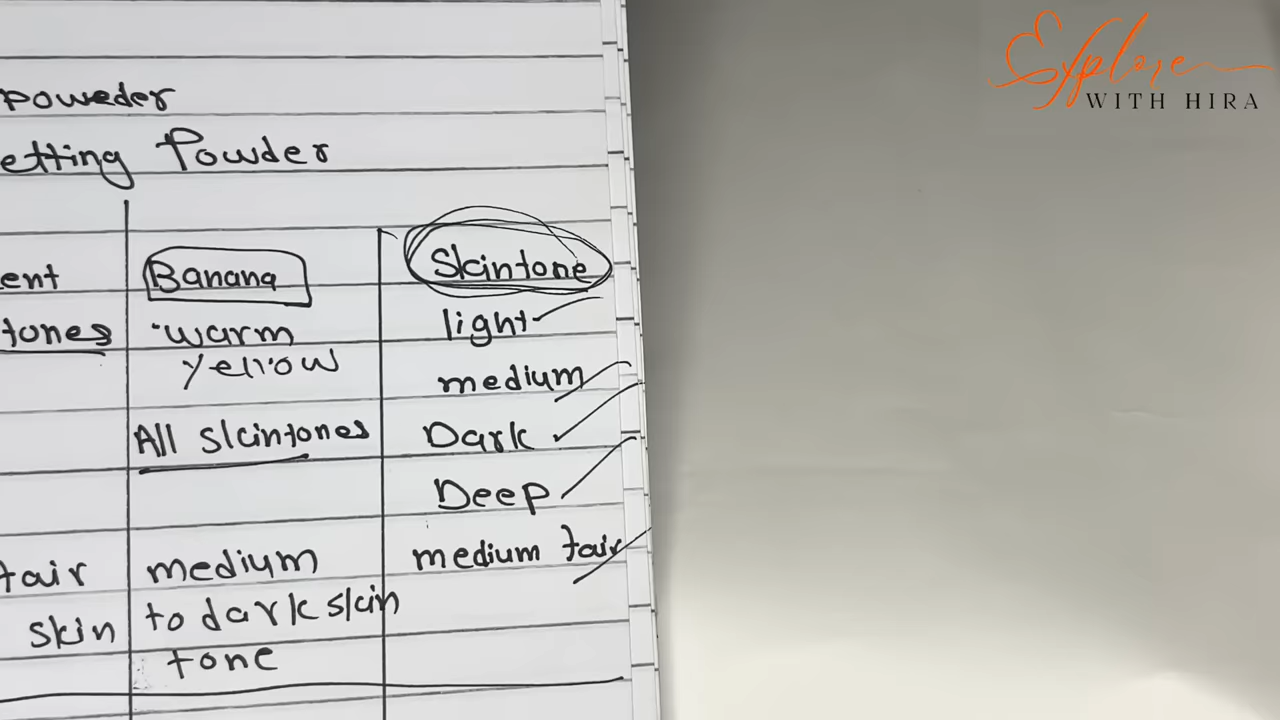 Explore
WITH HIRA
poweder
etting Powder
ent
tones
fair
skin
Banana
warm
yellow
All skintones
medium
to dark skin
tone
Skintone
light
medium
Dark
Deep
medium fair